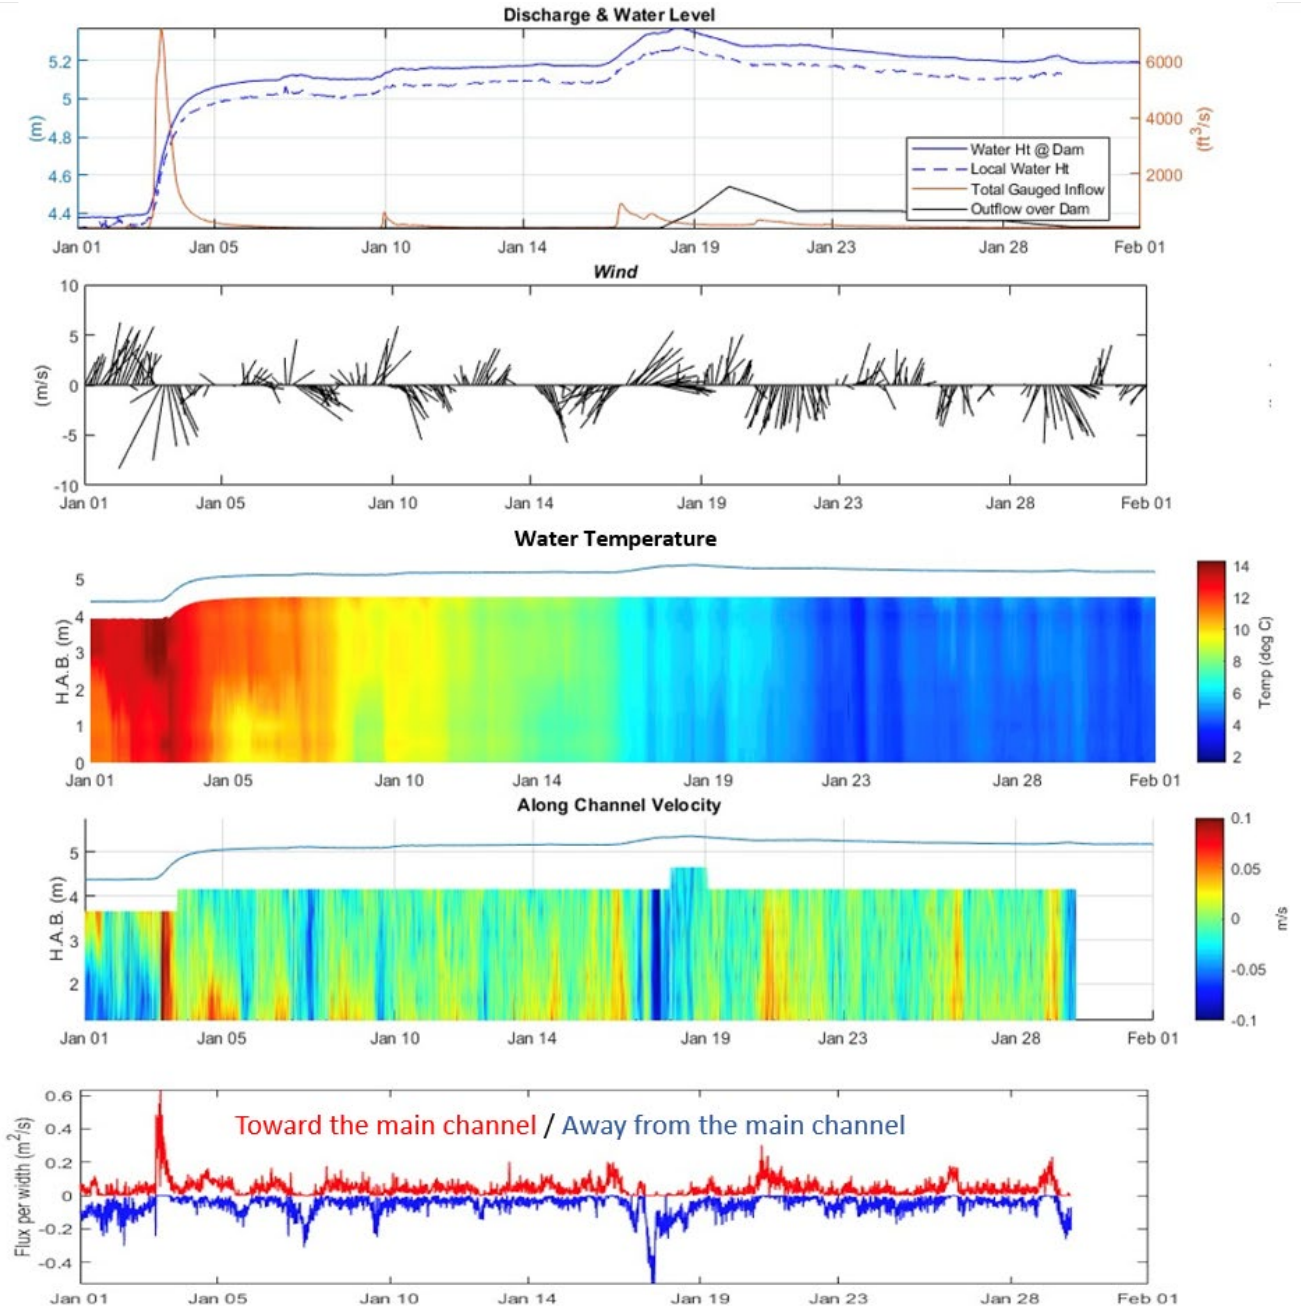 Discharge & Water Level
5.2
5
4.8
4.6
4.4
(m)
6000
4000
2000
(ft³/s)
Water Ht @ Dam
Local Water Ht
Total Gauged Inflow
Outflow over Dam
Jan 01 Jan 05 Jan 10 Jan 14 Jan 19 Jan 23 Jan 28 Feb 01
Wind
10
5
0
-5
-10
(m/s)
Jan 01 Jan 05 Jan 10 Jan 14 Jan 19 Jan 23 Jan 28 Feb 01
Water Temperature
5
4
3
2
1
0
H.A.B. (m)
14
12
10
8
6
4
2
Temp (dog C)
Jan 01 Jan 05 Jan 10 Jan 14 Jan 19 Jan 23 Jan 28 Feb 01
Along Channel Velocity
5
4
3
2
H.A.B. (m)
0.1
0.05
0
-0.05
-0.1
m/s
Jan 01 Jan 05 Jan 10 Jan 14 Jan 19 Jan 23 Jan 28 Feb 01
Toward the main channel / Away from the main channel
0.6
0.4
0.2
0
-0.2
-0.4
Flux per width (m²/s)
Jan 01 Jan 05 Jan 10 Jan 14 Jan 19 Jan 23 Jan 28 Feb 01